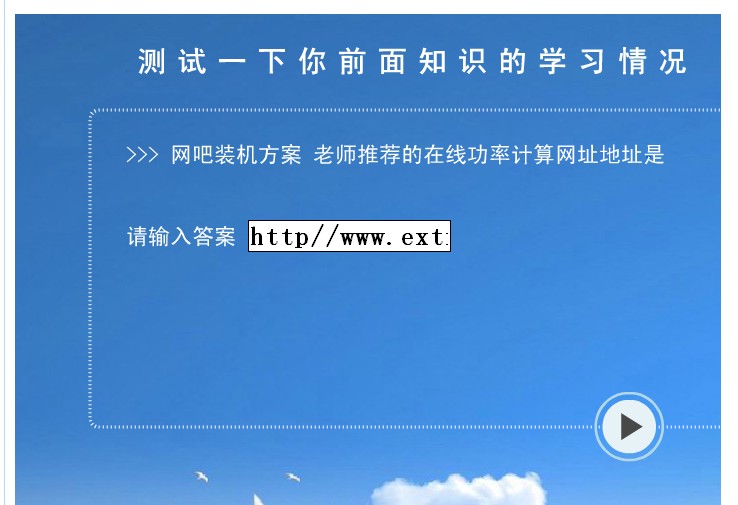 测试一下你前面知识的学习情况
>>> 网吧装机方案 老师推荐的在线功率计算网址地址是
请输入答案 http//www.ext